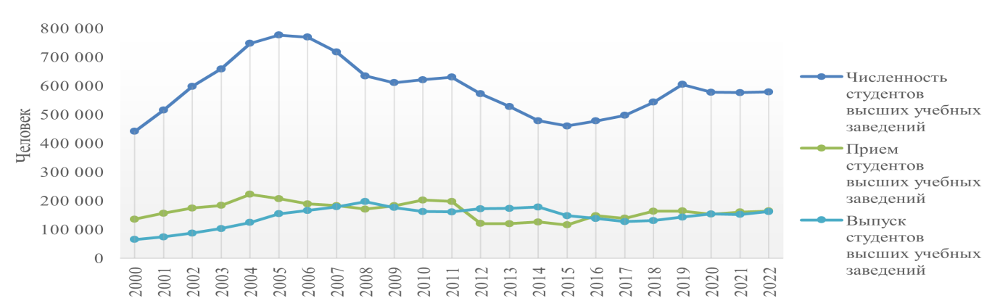 800 000
700 000
600 000
500 000
400 000
300 000
200 000
100 000
0
Человек
2000
2001
2002
2003
2004
2005
2006
2007
2008
2009
2010
2011
2012
2013
2014
2015
2016
2017
2018
2019
2020
2021
2022
Численность
студентов
высших учебных
заведений
Прием
студентов
высших учебных
заведений
Выпуск
студентов
высших учебных
заведений